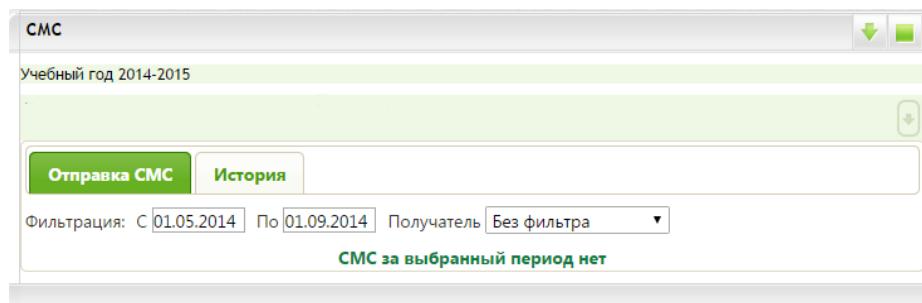 СМС
Учебный год 2014-2015
Отправка СМС История
Фильтрация: С 01.05.2014 По 01.09.2014 Получатель Без фильтра
СМС за выбранный период нет